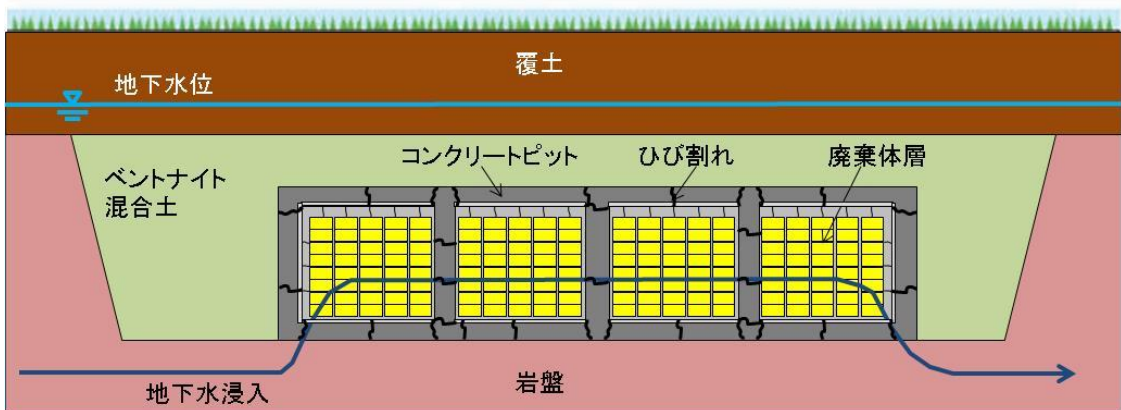 覆土
地下水位
コンクリートピット
ひび割れ
廃棄体層
ベントナイト
混合土
地下水浸入
岩盤